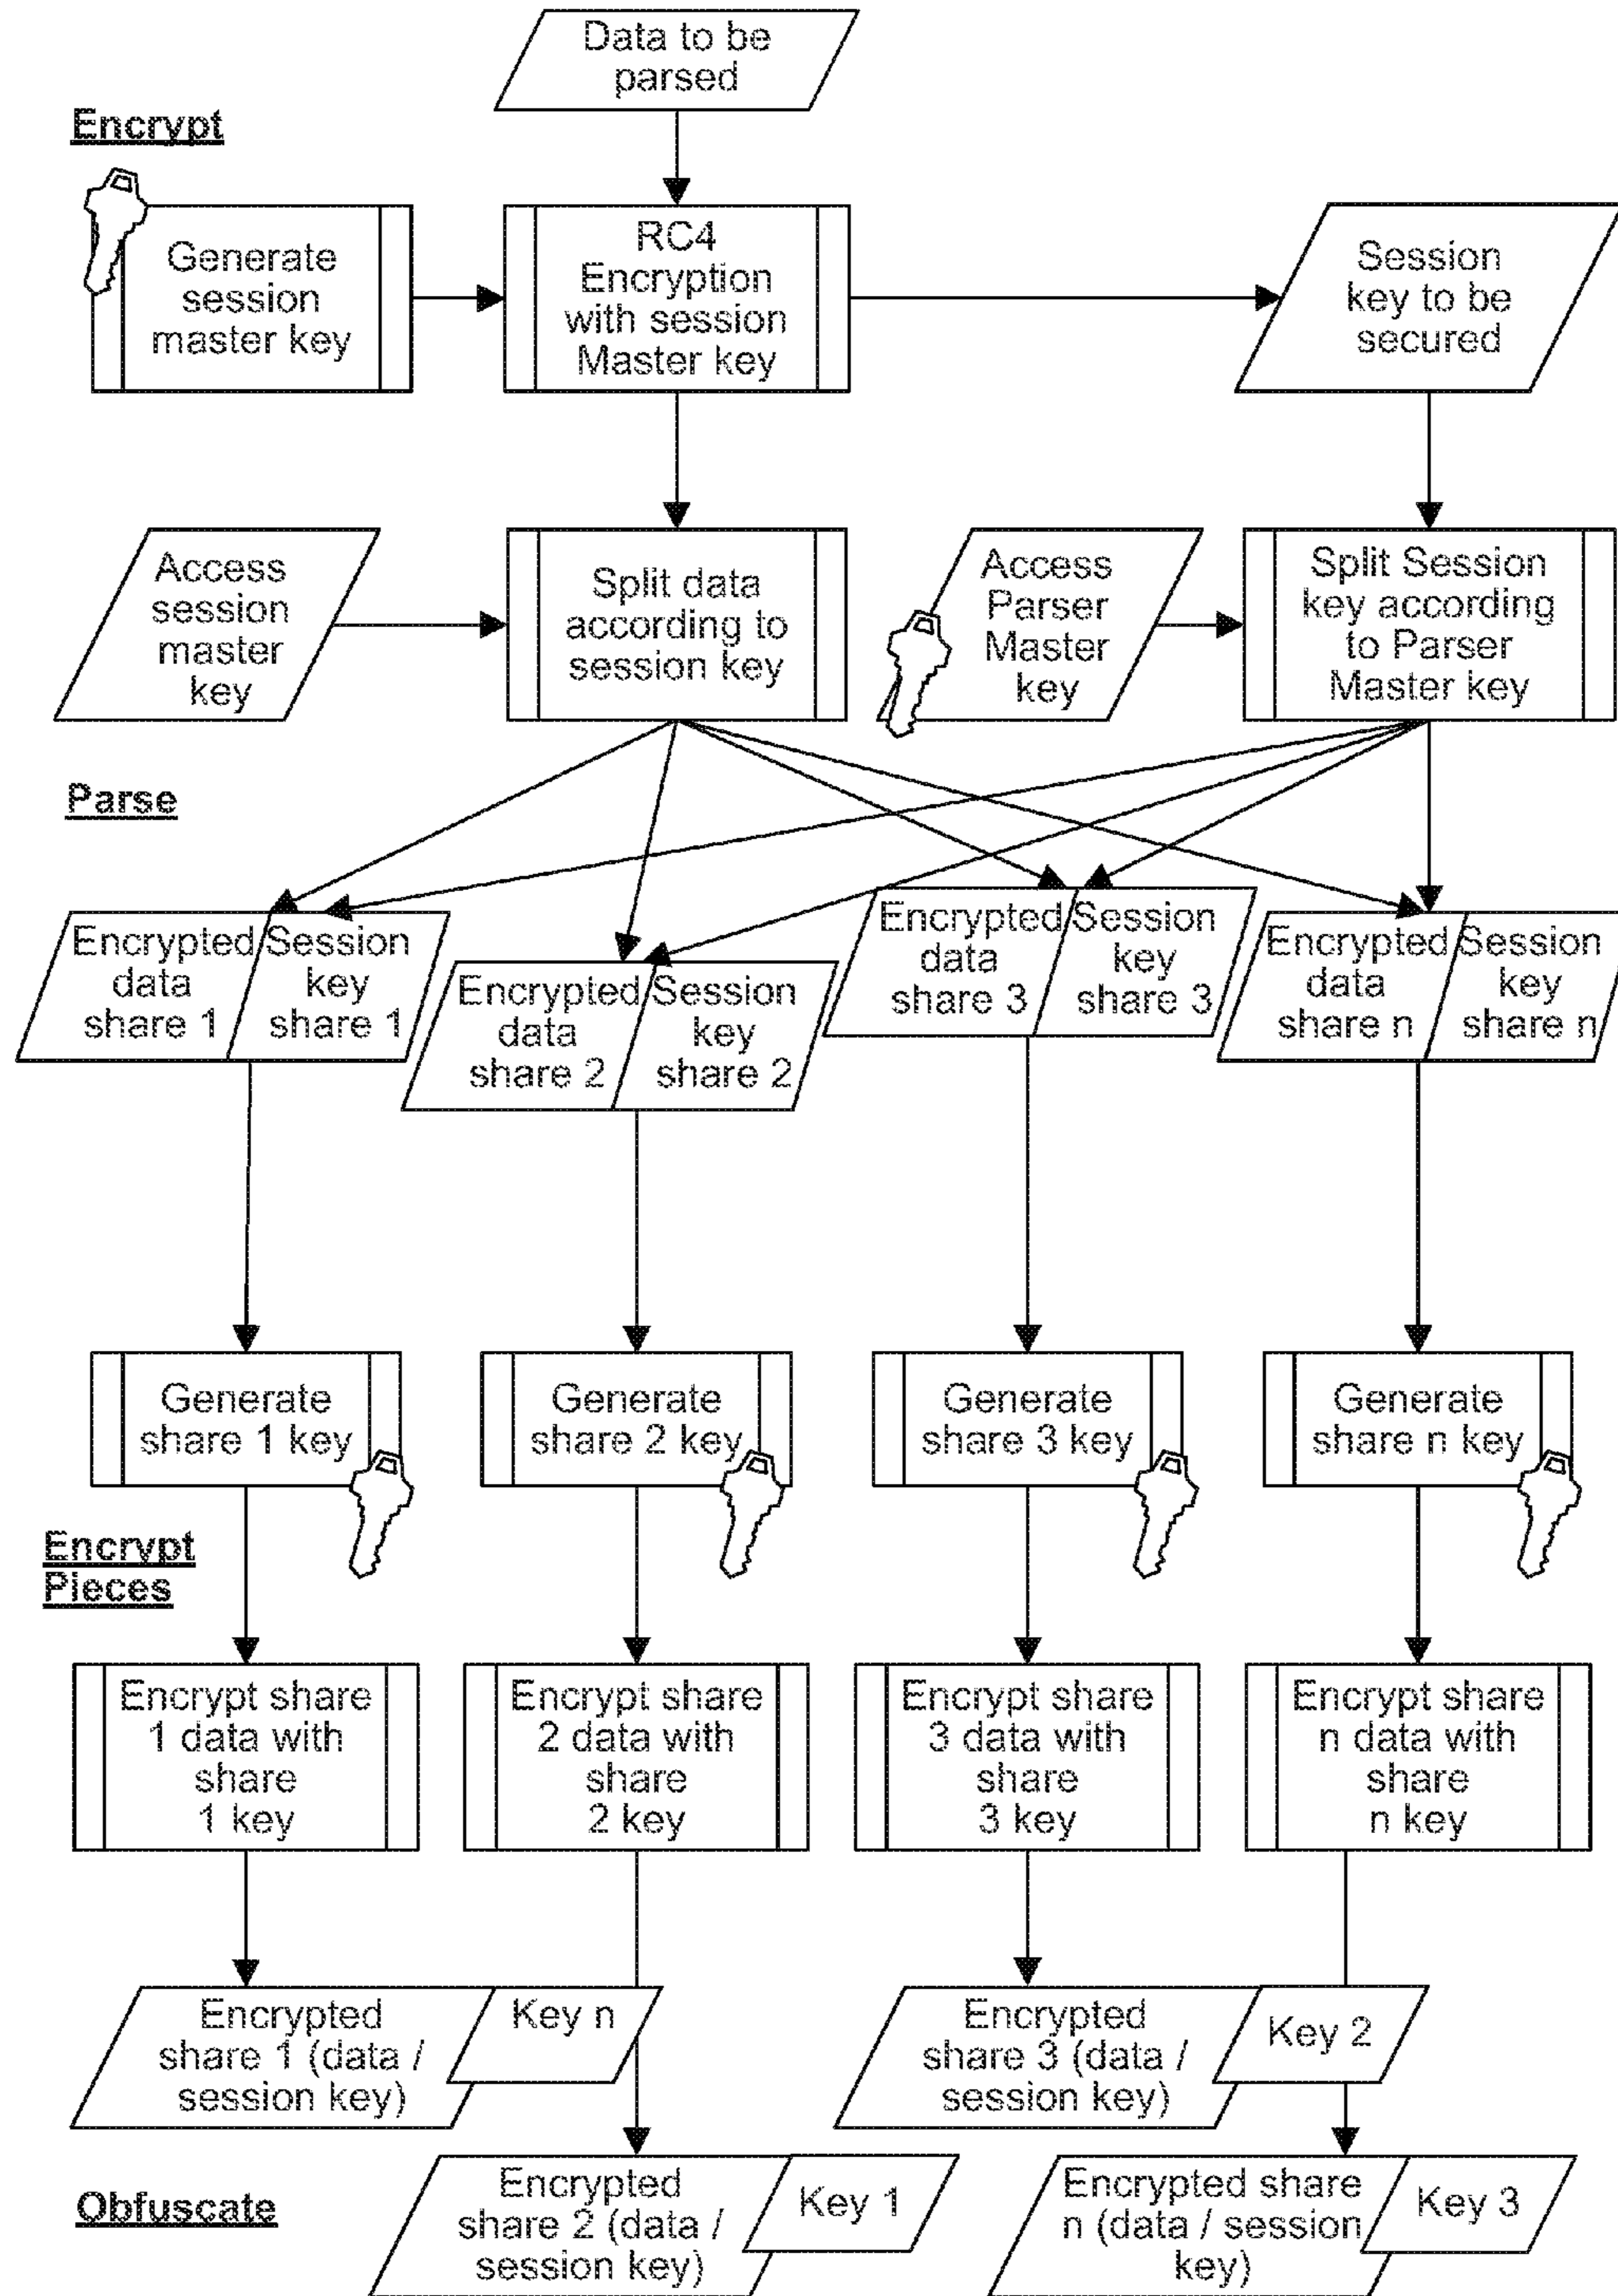 Data to be
parsed
Encrypt
Generate
session
master key
RC4
Encryption
with session
Master key
Session
key to be
secured
Access
session
master
key
Split data
according to
session key
Access
Parser
Master
key
Split Session
key according
to Parser
Master key
Parse
Encrypted
data
share 1
Session
key
share 1
Encrypted
data
share 2
Session
key
share 2
Encrypted
data
share 3
Session
key
share 3
Encrypted
data
share n
Session
key
share n
Generate
share 1 key
Generate
share 2 key
Generate
share 3 key
Generate
share n key
Encrypt
Pieces
Encrypt share
1 data with
share
1 key
Encrypt share
2 data with
share
2 key
Encrypt share
3 data with
share
3 key
Encrypt share
n data with
share
n key
Encrypted
share 1 (data /
session key)
Key n
Encrypted
share 3 (data /
session key)
Key 2
Obfuscate
Encrypted
share 2 (data /
session key)
Key 1
Encrypted share
n (data / session
key)
Key 3